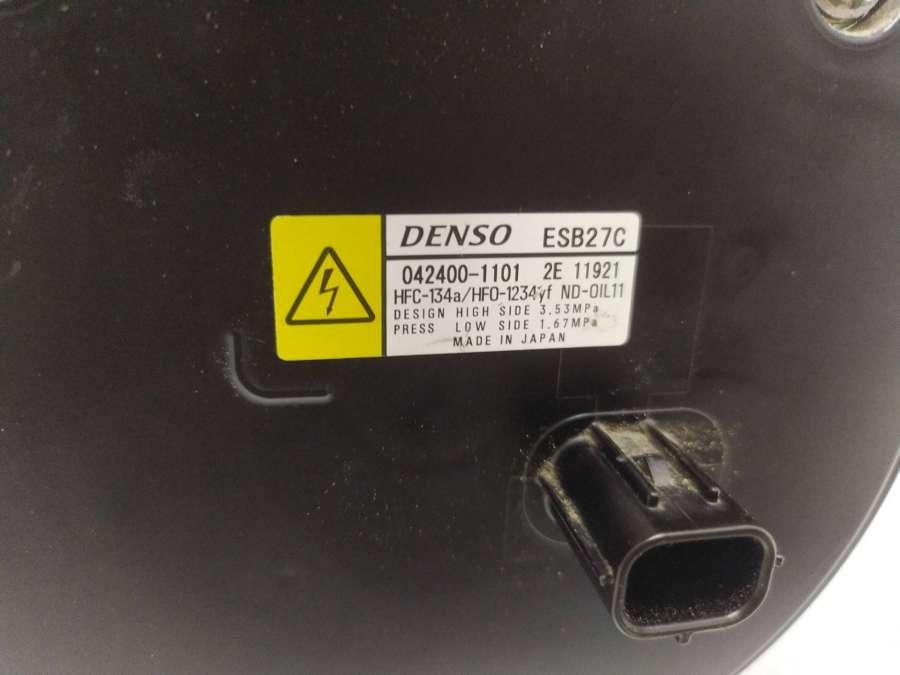 DENSO ESB27C
042400-1101 2E 11921
HFC-134a/HFO-1234yf ND-OIL11
DESIGN HIGH SIDE 3.53MPa
PRESS LOW SIDE 1.67MPa
MADE IN JAPAN